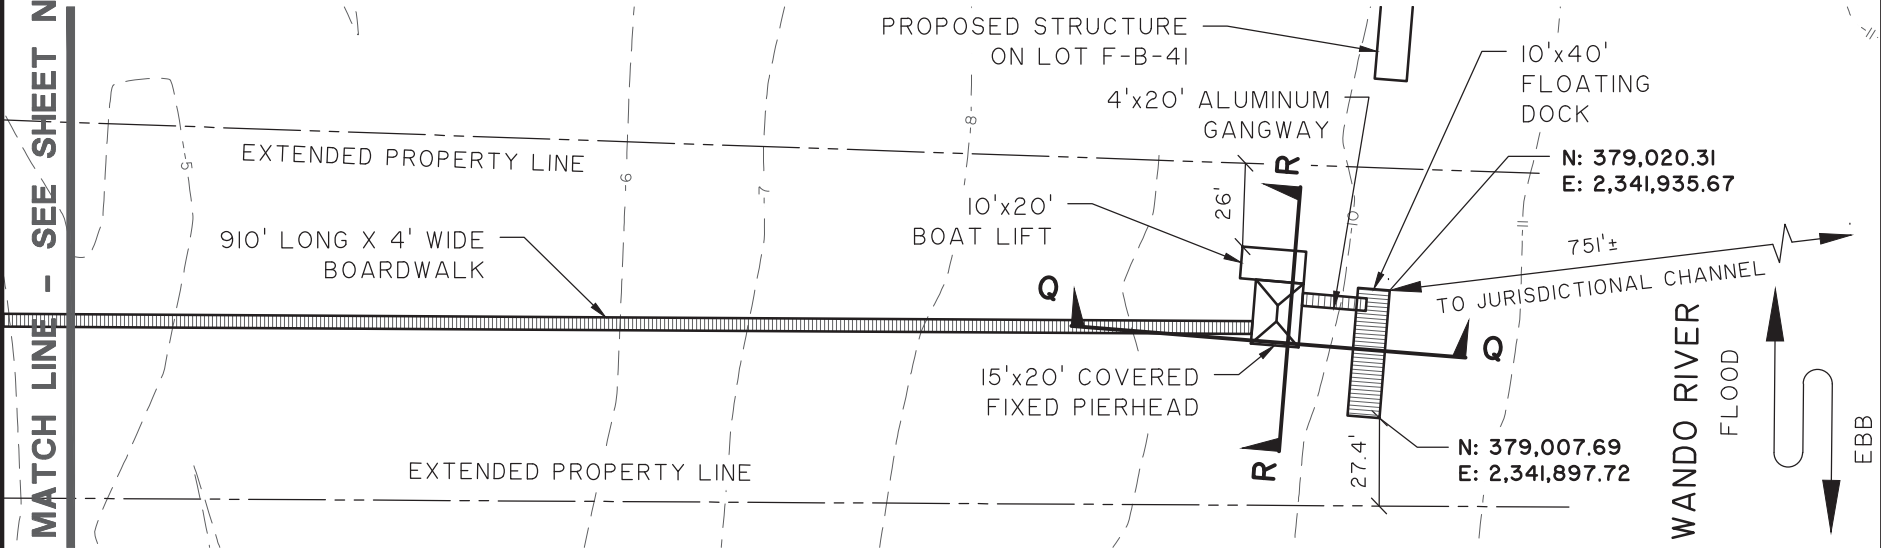 MATCH LINE - SEE SHEET N
PROPOSED STRUCTURE
ON LOT F-B-41
10'x40'
FLOATING
DOCK
4'x20' ALUMINUM
GANGWAY
EXTENDED PROPERTY LINE
N: 379,020.31
E: 2,341,935.67
-5
-6
-7
-8
-10
-11
-11
R
26'
10'x20'
BOAT LIFT
910' LONG X 4' WIDE
BOARDWALK
751'±
TO JURISDICTIONAL CHANNEL
Q
Q
15'x20' COVERED
FIXED PIERHEAD
R
27.4'
N: 379,007.69
E: 2,341,897.72
EXTENDED PROPERTY LINE
WANDO RIVER
FLOOD
EBB